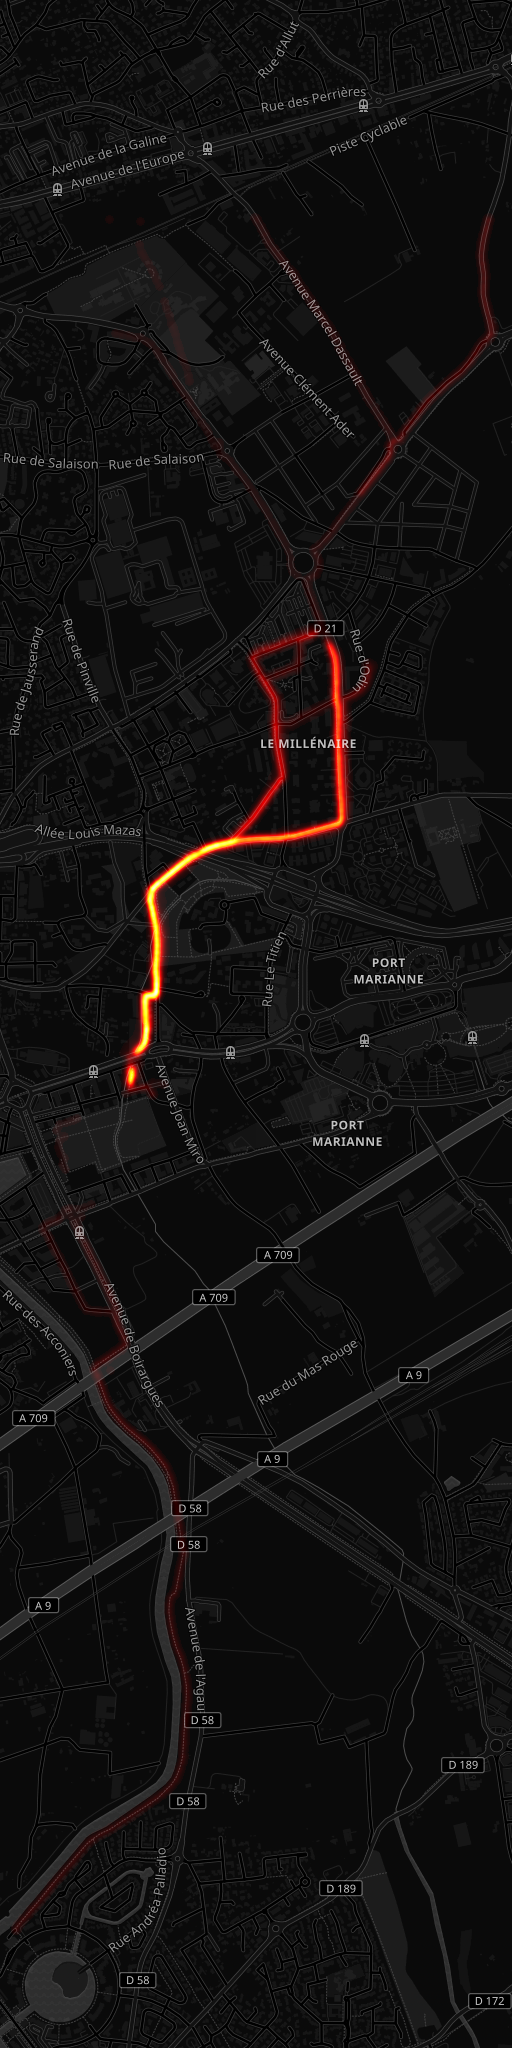 Rue d'Allut
Rue des Perrières
Avenue de la Galine
Piste Cyclable
Avenue de l'Europe
Avenue Marcel Dassault
Avenue Clément Ader
Rue de Salaison
Rue de Salaison
D 21
Rue de Pinville
Rue de Jausserand
Rue d'Odin
LE MILLÉNAIRE
Allée Louis Mazas
Rue Le Titien
PORT
MARIANNE
Avenue Joan Miro
PORT
MARIANNE
A 709
A 709
Rue des Acconiers
Avenue de Boirargues
Rue du Mas Rouge
A 9
A 709
A 9
D 58
D 58
A 9
Avenue de l'Agau
D 58
D 189
D 58
Rue Andréa Palladio
D 189
D 58
D 172